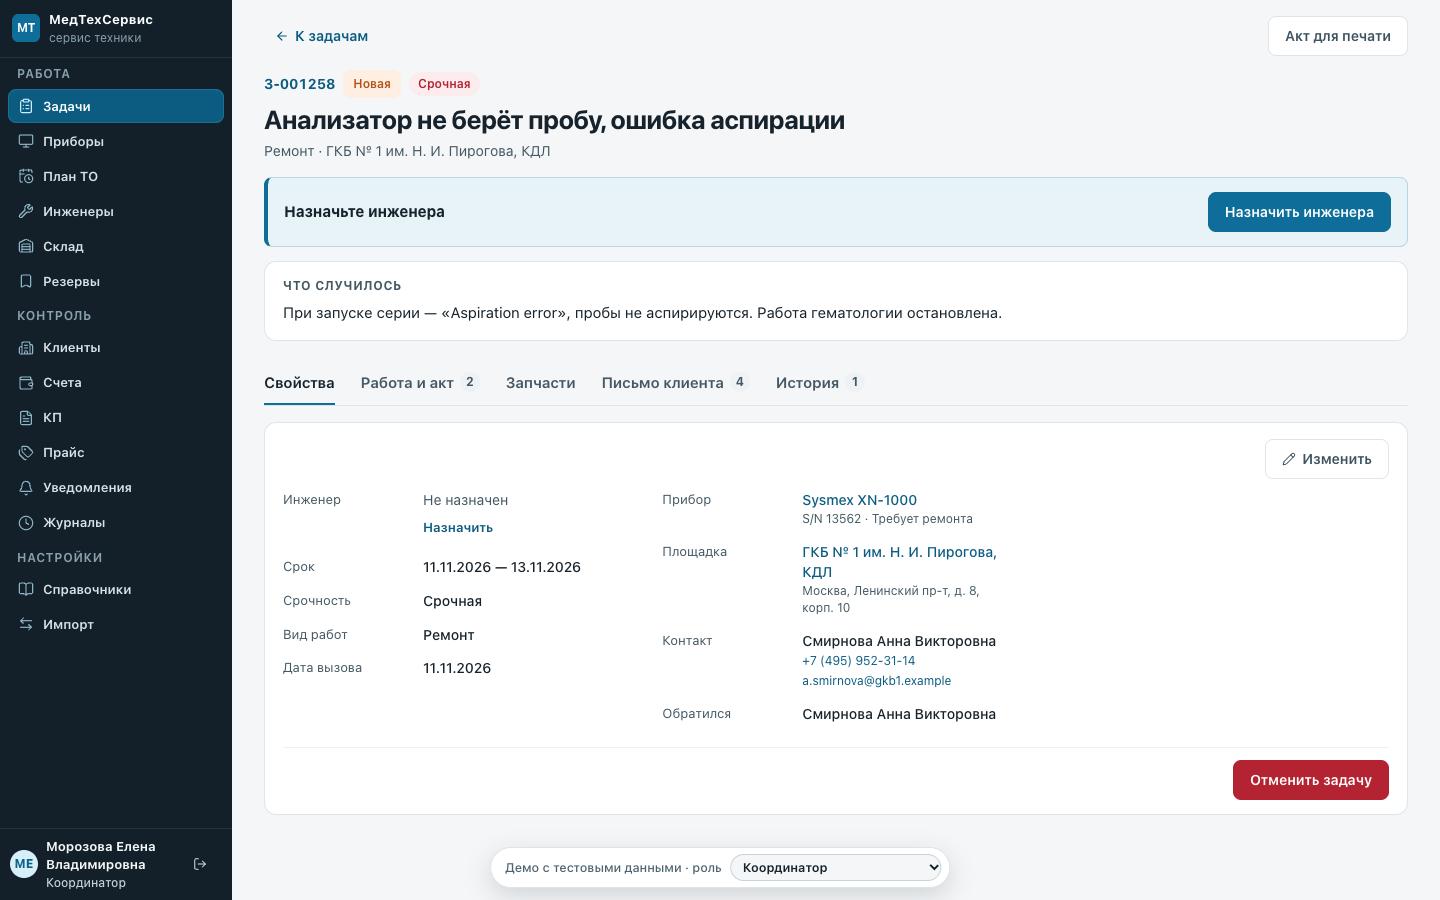 МТ
МедТехСервис
сервис техники
РАБОТА
Задачи
Приборы
План ТО
Инженеры
Склад
Резервы
КОНТРОЛЬ
Клиенты
Счета
КП
Прайс
Уведомления
Журналы
НАСТРОЙКИ
Справочники
Импорт
МЕ
Морозова Елена
Владимировна
Координатор
К задачам
Акт для печати
З-001258 Новая Срочная
Анализатор не берёт пробу, ошибка аспирации
Ремонт · ГКБ № 1 им. Н. И. Пирогова, КДЛ
Назначьте инженера
Назначить инженера
ЧТО СЛУЧИЛОСЬ
При запуске серии — «Aspiration error», пробы не аспирируются. Работа гематологии остановлена.
Свойства Работа и акт 2 Запчасти Письмо клиента 4 История 1
Изменить
Инженер Не назначен
Назначить
Срок 11.11.2026 — 13.11.2026
Срочность Срочная
Вид работ Ремонт
Дата вызова 11.11.2026
Прибор Sysmex XN-1000
S/N 13562 · Требует ремонта
Площадка ГКБ № 1 им. Н. И. Пирогова,
КДЛ
Москва, Ленинский пр-т, д. 8,
корп. 10
Контакт Смирнова Анна Викторовна
+7 (495) 952-31-14
a.smirnova@gkb1.example
Обратился Смирнова Анна Викторовна
Отменить задачу
Демо с тестовыми данными · роль Координатор